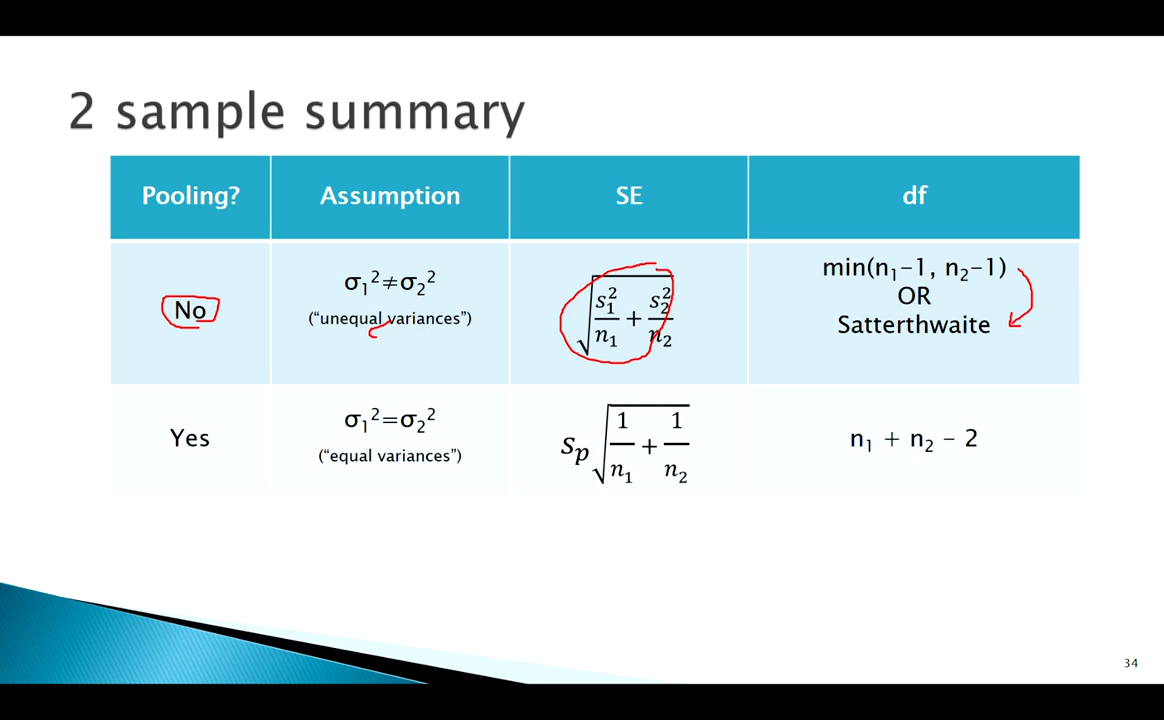 2 sample summary
Pooling? Assumption SE df
No
σ₁²≠σ₂²
("unequal variances")
√(s₁²/n₁ + s₂²/n₂)
min(n₁-1, n₂-1)
OR
Satterthwaite
Yes
σ₁²=σ₂²
("equal variances")
Sₚ√(1/n₁ + 1/n₂)
n₁ + n₂ - 2
34